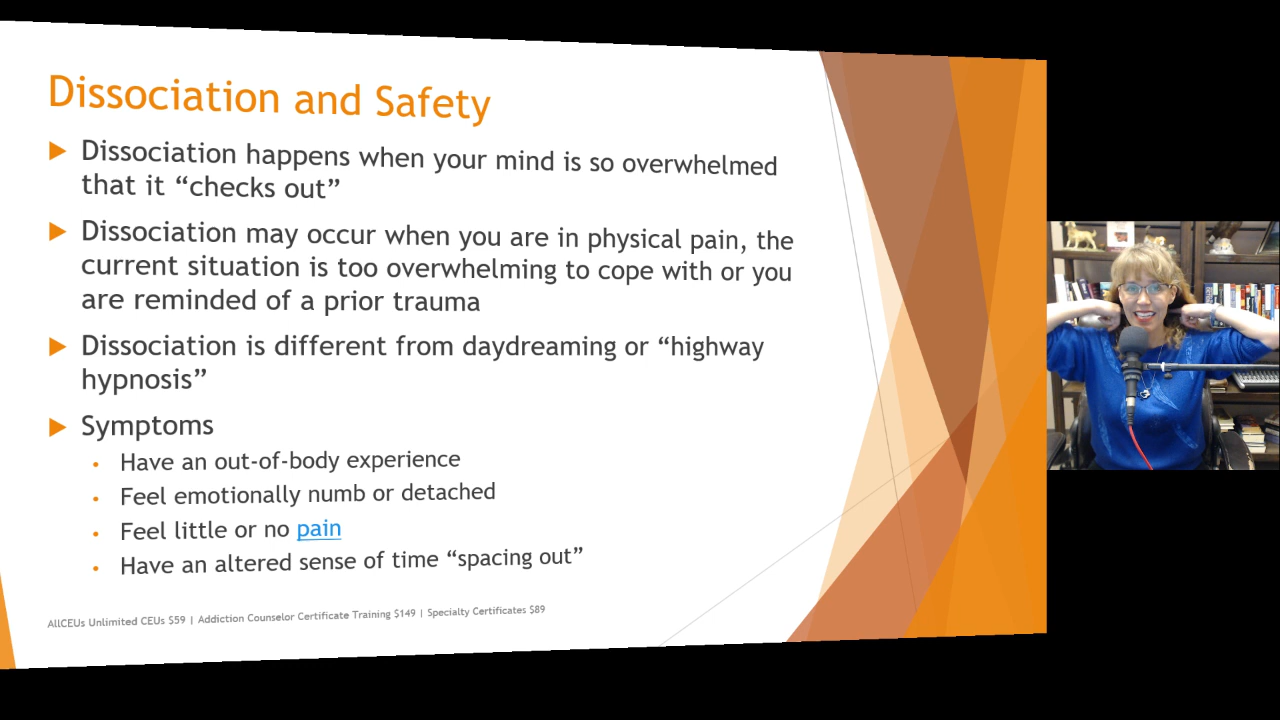 Dissociation and Safety
Dissociation happens when your mind is so overwhelmed
that it “checks out”
Dissociation may occur when you are in physical pain, the
current situation is too overwhelming to cope with or you
are reminded of a prior trauma
Dissociation is different from daydreaming or “highway
hypnosis”
Symptoms
Have an out-of-body experience
Feel emotionally numb or detached
Feel little or no pain
Have an altered sense of time “spacing out”
AllCEUs Unlimited CEUs $59 | Addiction Counselor Certificate Training $149 | Specialty Certificates $89